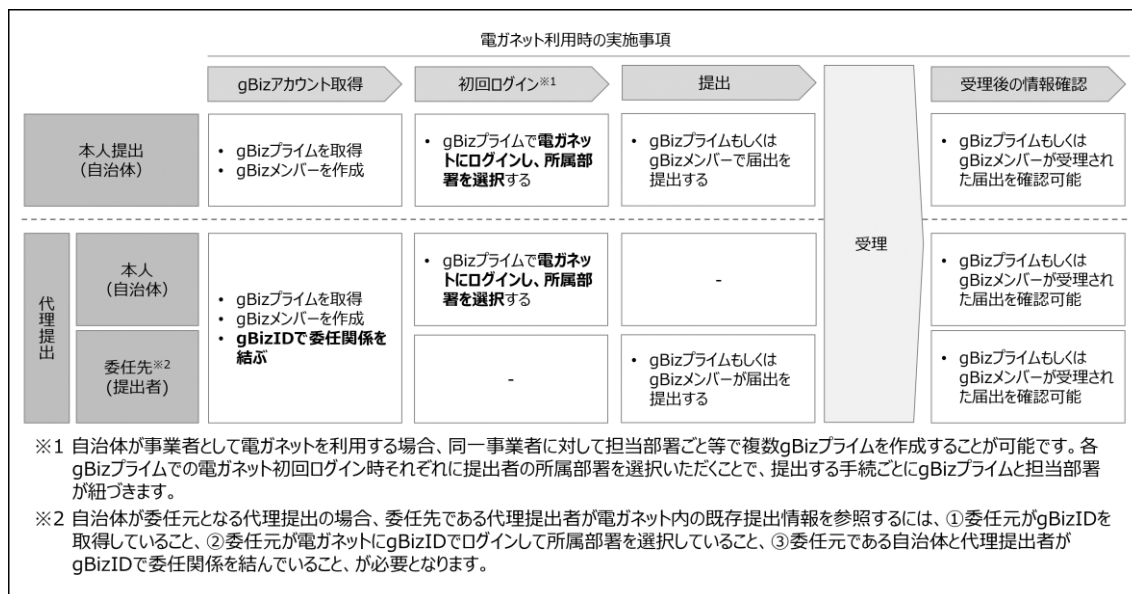 電ガネット利用時の実施事項
gBizアカウント取得
初回ログイン※1
提出
受理後の情報確認
本人提出
(自治体)
• gBizプライムを取得
• gBizメンバーを作成
• gBizプライムで電ガネッ
トにログインし、所属部
署を選択する
• gBizプライムもしくは
gBizメンバーで届出を
提出する
受理
• gBizプライムもしくは
gBizメンバーが受理され
た届出を確認可能
代理提出
本人
(自治体)
• gBizプライムを取得
• gBizメンバーを作成
• gBizIDで委任関係を
結ぶ
• gBizプライムで電ガネッ
トにログインし、所属部
署を選択する
-
• gBizプライムもしくは
gBizメンバーが受理され
た届出を確認可能
委任先※2
(提出者)
-
• gBizプライムもしくは
gBizメンバーが届出を
提出する
• gBizプライムもしくは
gBizメンバーが受理され
た届出を確認可能
※1 自治体が事業者として電ガネットを利用する場合、同一事業者に対して担当部署ごと等で複数gBizプライムを作成することが可能です。各
gBizプライムでの電ガネット初回ログイン時それぞれに提出者の所属部署を選択いただくことで、提出する手続ごとにgBizプライムと担当部署
が紐づきます。
※2 自治体が委任元となる代理提出の場合、委任先である代理提出者が電ガネット内の既存提出情報を参照するには、①委任元がgBizIDを
取得していること、②委任元が電ガネットにgBizIDでログインして所属部署を選択していること、③委任元である自治体と代理提出者が
gBizIDで委任関係を結んでいること、が必要となります。